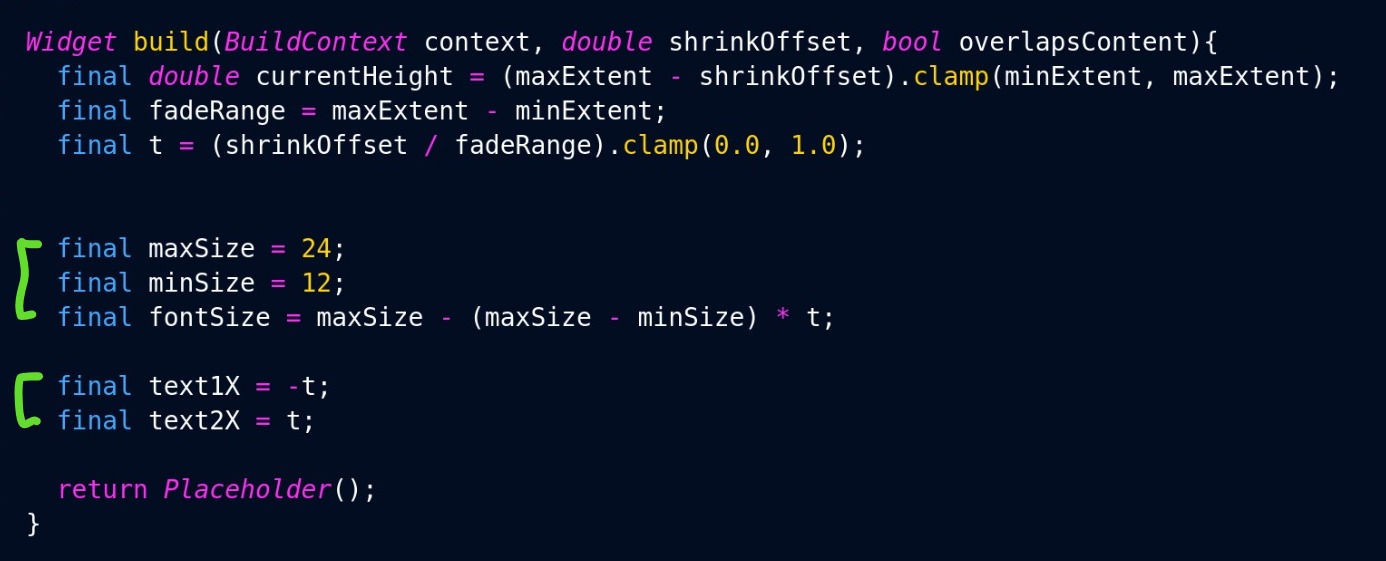 Widget build(BuildContext context, double shrinkOffset, bool overlapsContent){
  final double currentHeight = (maxExtent - shrinkOffset).clamp(minExtent, maxExtent);
  final fadeRange = maxExtent - minExtent;
  final t = (shrinkOffset / fadeRange).clamp(0.0, 1.0);
  final maxSize = 24;
  final minSize = 12;
  final fontSize = maxSize - (maxSize - minSize) * t;
  final text1X = -t;
  final text2X = t;
  return Placeholder();
}